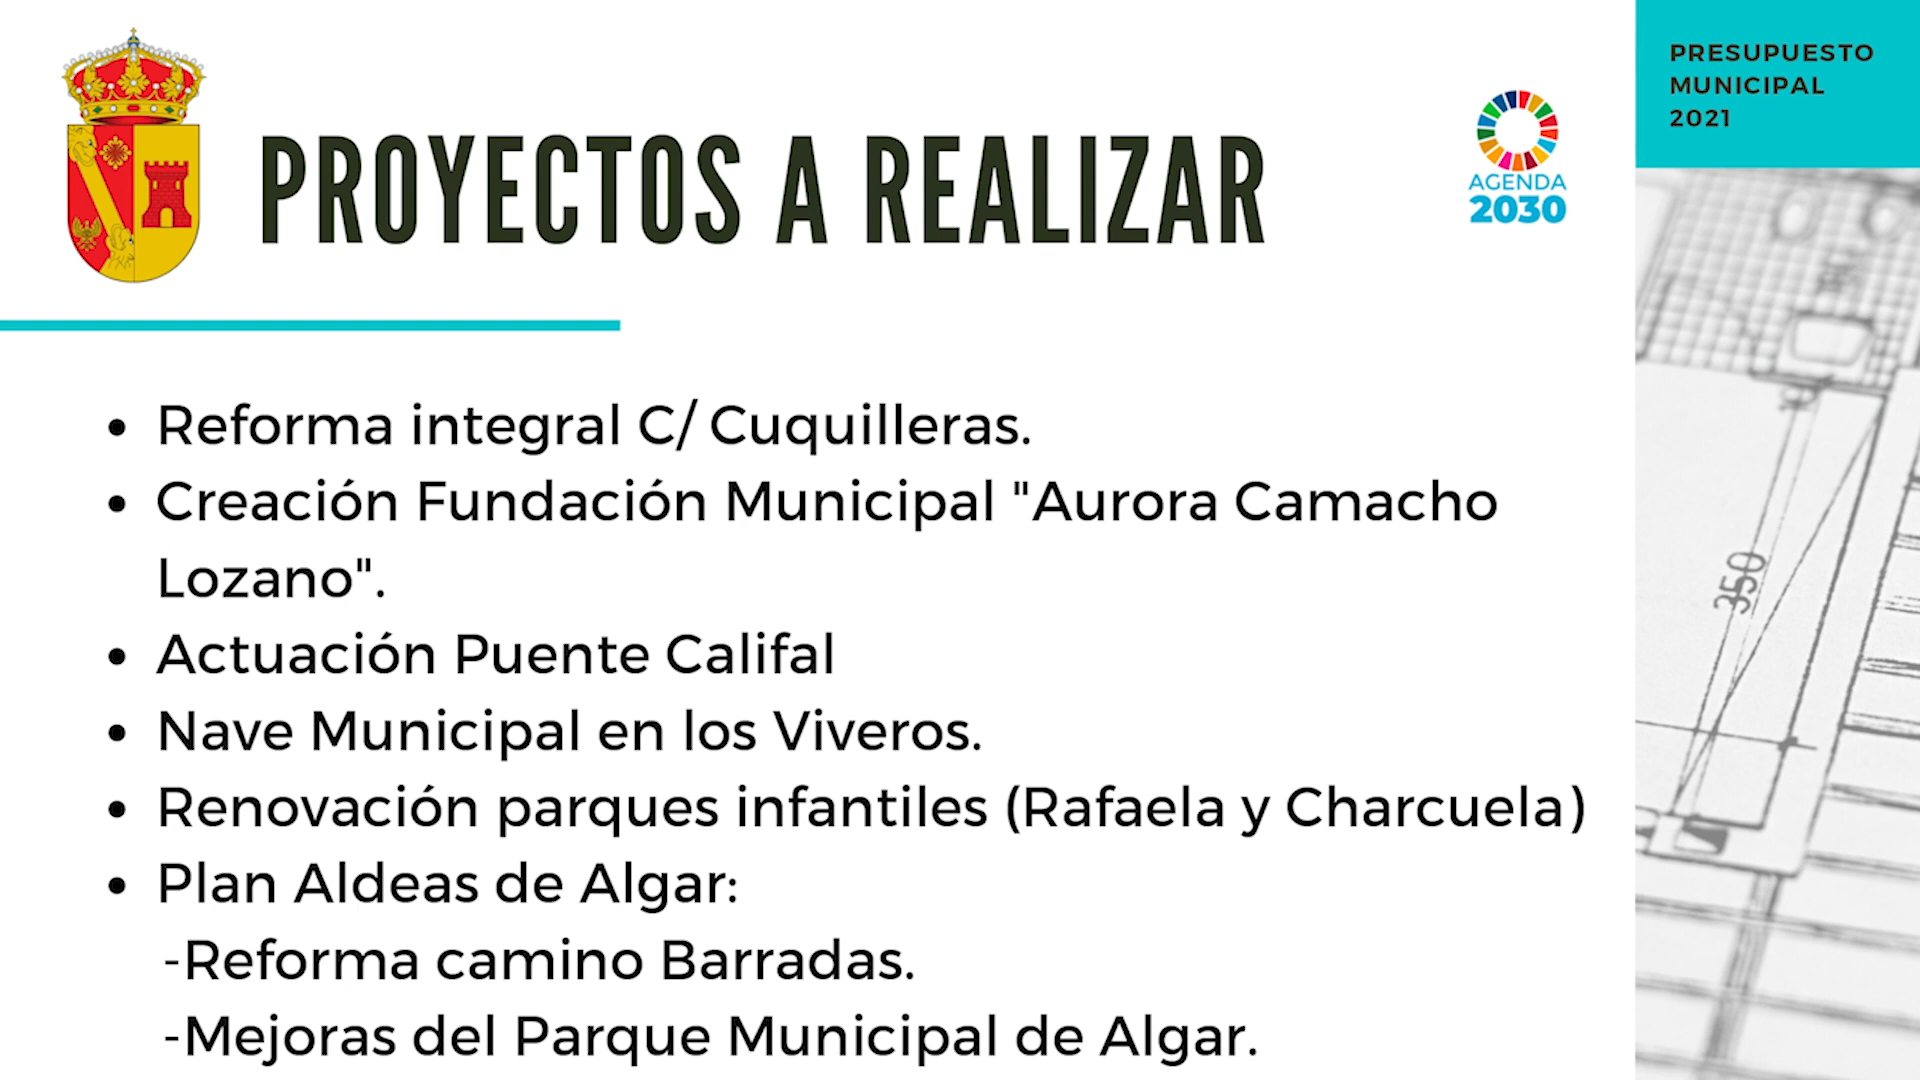 PRESUPUESTO
MUNICIPAL
2021
PROYECTOS A REALIZAR
AGENDA
2030
• Reforma integral C/ Cuquilleras.
• Creación Fundación Municipal "Aurora Camacho
Lozano".
• Actuación Puente Califal
• Nave Municipal en los Viveros.
• Renovación parques infantiles (Rafaela y Charcuela)
• Plan Aldeas de Algar:
-Reforma camino Barradas.
-Mejoras del Parque Municipal de Algar.
350